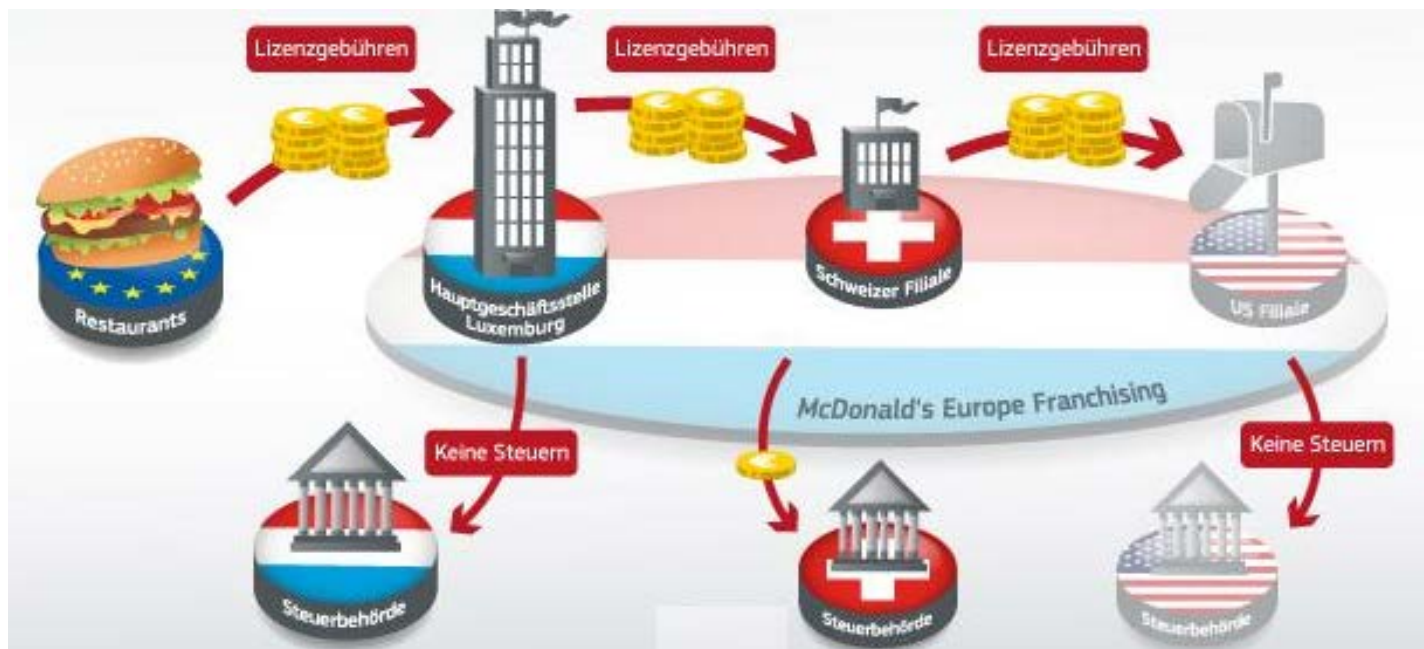 Lizenzgebühren
Lizenzgebühren
Lizenzgebühren
Restaurants
Hauptgeschäftsstelle
Luxemburg
Schweizer Filiale
US Filiale
McDonald's Europe Franchising
Keine Steuern
Keine Steuern
Steuerbehörde
Steuerbehörde
Steuerbehörde